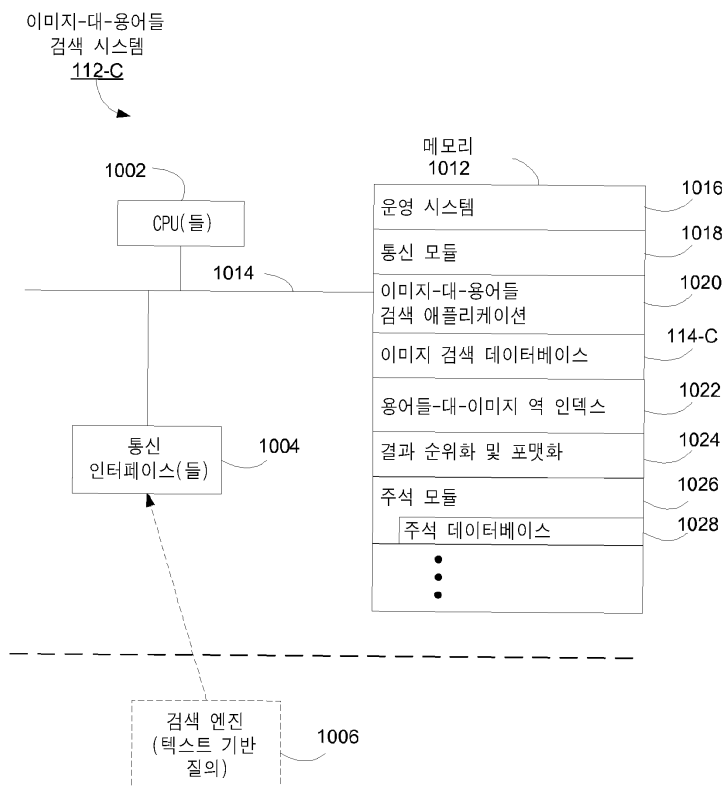 이미지-대-용어들
검색 시스템
112-C
메모리
1012
1002
CPU(들)
1014
운영 시스템
1016
통신 모듈
1018
이미지-대-용어들
검색 애플리케이션
1020
이미지 검색 데이터베이스
114-C
용어들-대-이미지 역 인덱스
1022
결과 순위화 및 포맷화
1024
주석 모듈
1026
주석 데이터베이스
1028
통신
인터페이스(들)
1004
검색 엔진
(텍스트 기반
질의)
1006